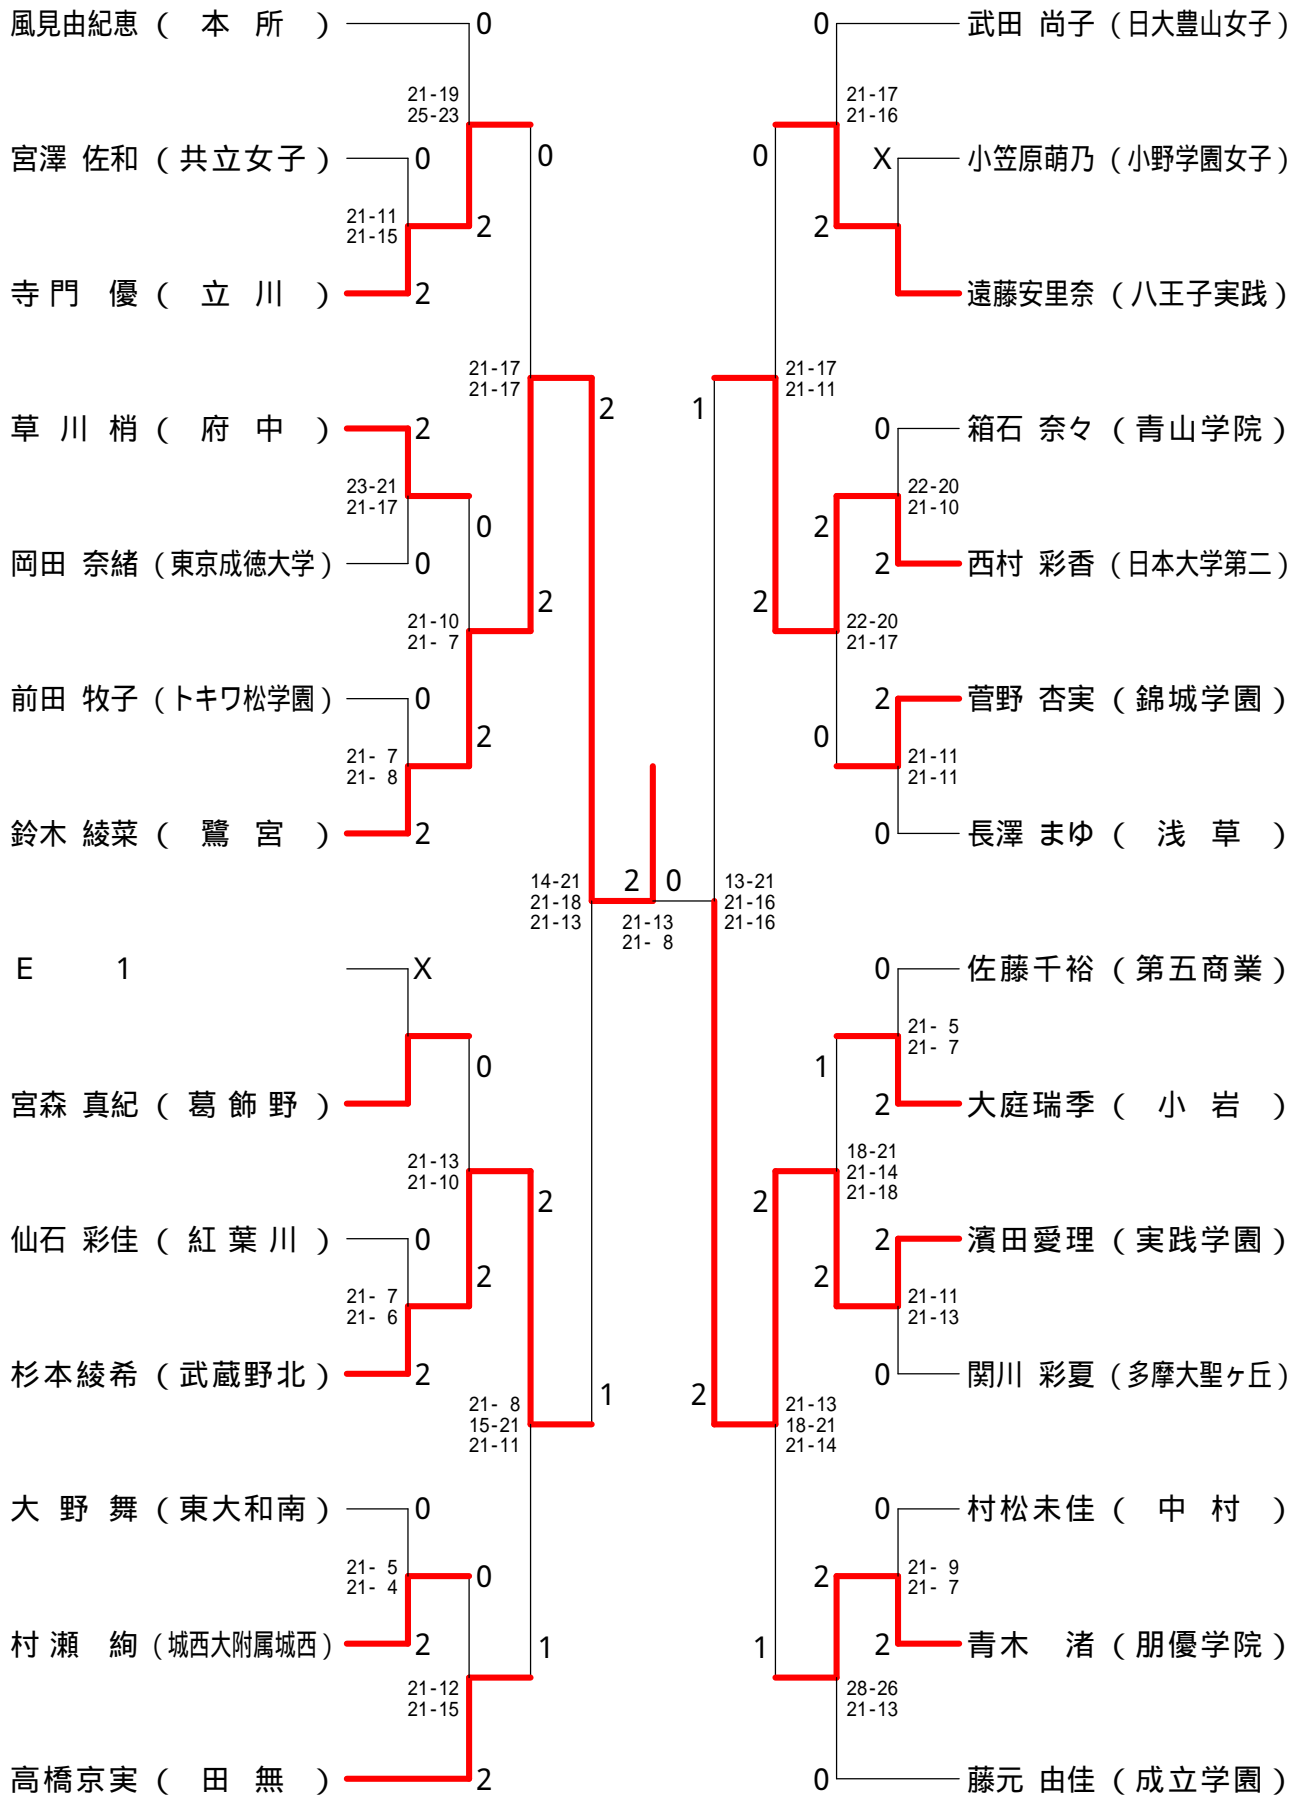 風見由紀恵 ( 本 所 ) 0
21-19
25-23
宮澤 佐和 ( 共立女子 ) 0
0
21-11
21-15
2
寺門 優 ( 立 川 ) 2
21-17
21-17
2
草川梢 ( 府 中 ) 2
23-21
21-17
0
岡田 奈緒 ( 東京成徳大学 ) 0
2
21-10
21- 7
前田 牧子 ( トキワ松学園 ) 0
2
21- 7
21- 8
鈴木 綾菜 ( 鷺 宮 ) 2
14-21
21-18
21-13
2 0
21-13
21- 8
E 1 X
0
宮森 真紀 ( 葛飾野 )
21-13
21-10
2
仙石 彩佳 ( 紅葉川 ) 0
2
21- 7
21- 6
杉本綾希 ( 武蔵野北 ) 2
1
21- 8
15-21
21-11
大野舞 ( 東大和南 ) 0
21- 5
21- 4
0
村瀬 絢 ( 城西大附属城西 ) 2
1
21-12
21-15
高橋京実 ( 田 無 ) 2
0 武田 尚子 ( 日大豊山女子 )
21-17
21-16
0
X 小笠原萌乃 ( 小野学園女子 )
2
遠藤安里奈 ( 八王子実践 )
21-17
21-11
1
0 箱石 奈々 ( 青山学院 )
22-20
21-10
2
2 西村 彩香 ( 日本大学第二 )
2
22-20
21-17
2 菅野 杏実 ( 錦城学園 )
0
21-11
21-11
0 長澤 まゆ ( 浅 草 )
13-21
21-16
21-16
0 佐藤千裕 ( 第五商業 )
21- 5
21- 7
1
2 大庭瑞季 ( 小 岩 )
18-21
21-14
21-18
2
2 濱田愛理 ( 実践学園 )
2
21-11
21-13
0 関川 彩夏 ( 多摩大聖ヶ丘 )
2
21-13
18-21
21-14
0 村松未佳 ( 中 村 )
21- 9
21- 7
2
2 青木 渚 ( 朋優学院 )
1
28-26
21-13
0 藤元 由佳 ( 成立学園 )